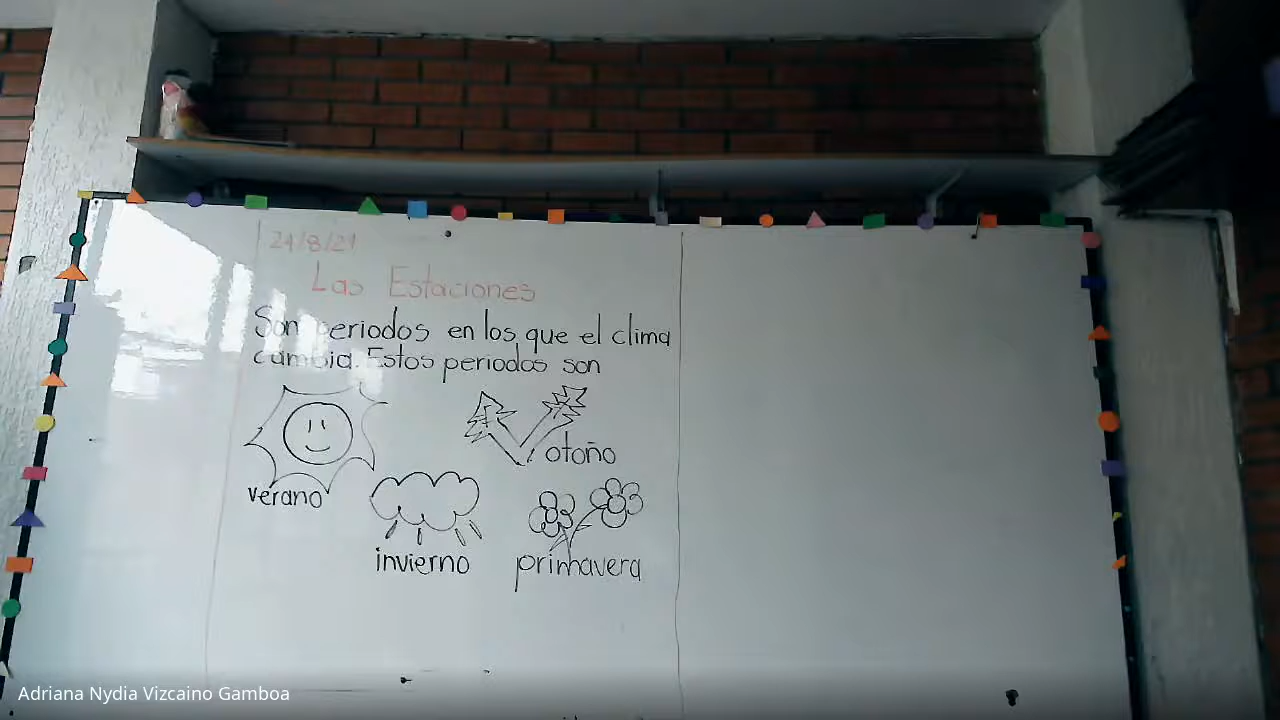 24/8/21
Las Estaciones
Son periodos en los que el clima
cambia. Estos periodos son
otoño
verano
invierno
primavera
Adriana Nydia Vizcaino Gamboa